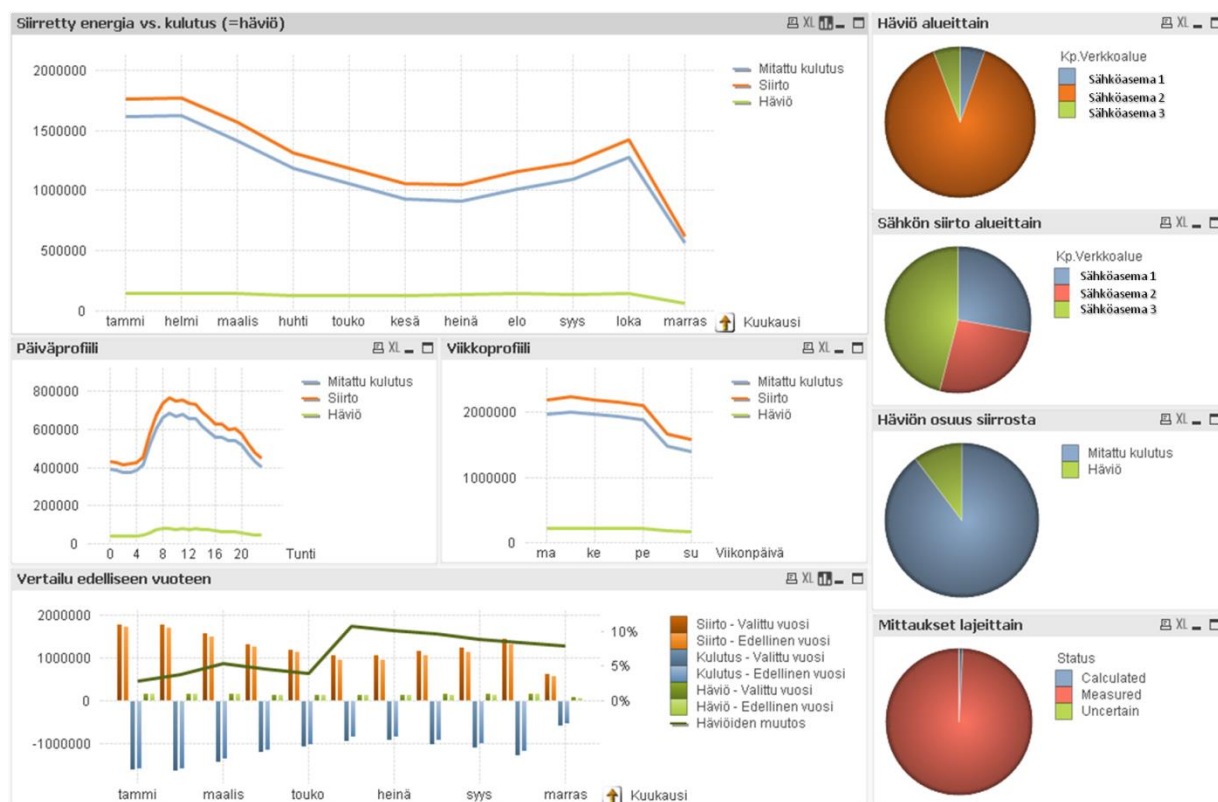 Siirretty energia vs. kulutus (=häviö)
XL
2000000
1500000
1000000
500000
0
tammi helmi maalis huhti touko kesä heinä elo syys loka marras
Kuukausi
Mitattu kulutus
Siirto
Häviö
Häviö alueittain
XL
Kp.Verkkoalue
Sähköasema 1
Sähköasema 2
Sähköasema 3
Sähkön siirto alueittain
XL
Kp.Verkkoalue
Sähköasema 1
Sähköasema 2
Sähköasema 3
Päiväprofiili
XL
800000
600000
400000
200000
0
0 4 8 12 16 20
Tunti
Mitattu kulutus
Siirto
Häviö
Viikkoprofiili
XL
2000000
1000000
0
ma ke pe su
Viikonpäivä
Mitattu kulutus
Siirto
Häviö
Häviön osuus siirrosta
XL
Mitattu kulutus
Häviö
Vertailu edelliseen vuoteen
XL
2000000
1000000
0
-1000000
10%
5%
0%
tammi maalis touko heinä syys marras
Kuukausi
Siirto - Valittu vuosi
Siirto - Edellinen vuosi
Kulutus - Valittu vuosi
Kulutus - Edellinen vuosi
Häviö - Valittu vuosi
Häviö - Edellinen vuosi
Häviöiden muutos
Mittaukset lajeittain
XL
Status
Calculated
Measured
Uncertain